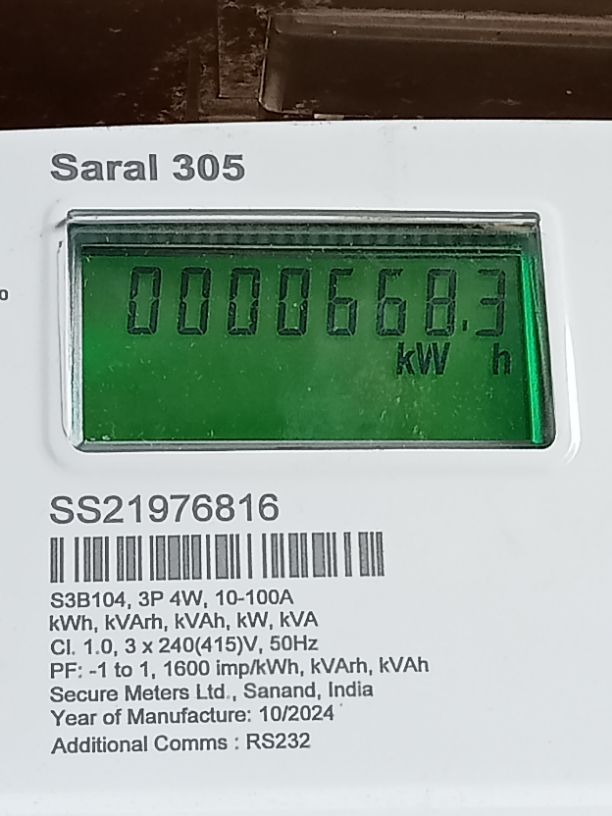 Saral 305
0000668.3
kW h
SS21976816
S3B104, 3P 4W, 10-100A
kWh, kVArh, kVAh, kW, kVA
Cl. 1.0, 3 x 240(415)V, 50Hz
PF: -1 to 1, 1600 imp/kWh, kVArh, kVAh
Secure Meters Ltd., Sanand, India
Year of Manufacture: 10/2024
Additional Comms : RS232